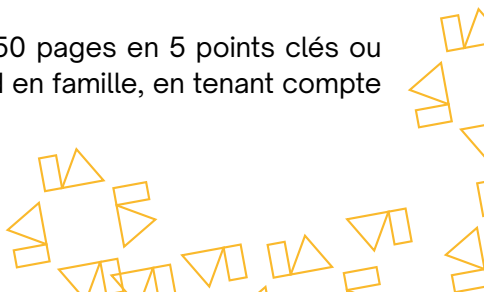 50 pages en 5 points clés ou
en famille, en tenant compte